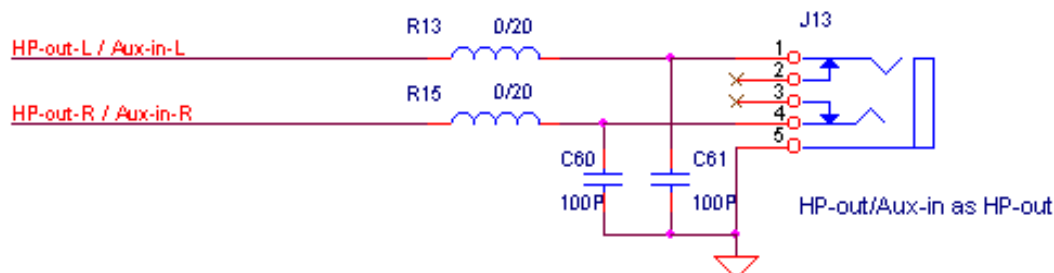 R13 0/20 J13
HP-out-L / Aux-in-L
1
2
R15 0/20 3
HP-out-R / Aux-in-R
4
5
C60 C61
100P 100P
HP-out/Aux-in as HP-out